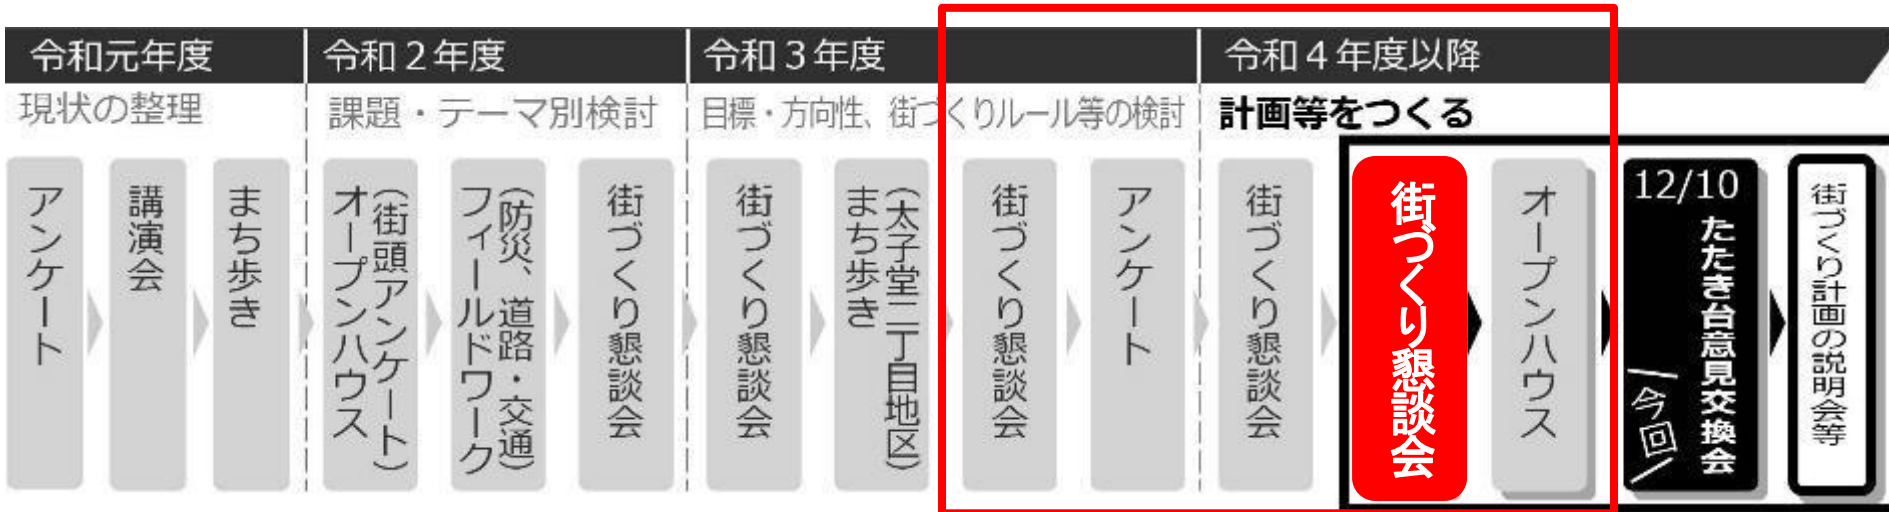 令和元年度
令和２年度
令和３年度
令和４年度以降
現状の整理
課題・テーマ別検討
目標・方向性、街づくりルール等の検討
計画等をつくる
アンケート
講演会
まち歩き
オープンハウス
（街頭アンケート）
フィールドワーク
（防災、道路・交通）
街づくり懇談会
街づくり懇談会
まち歩き
（太子堂二丁目地区）
街づくり懇談会
アンケート
街づくり懇談会
街づくり懇談会
オープンハウス
12/10
たたき台意見交換会
今回
街づくり計画の説明会等